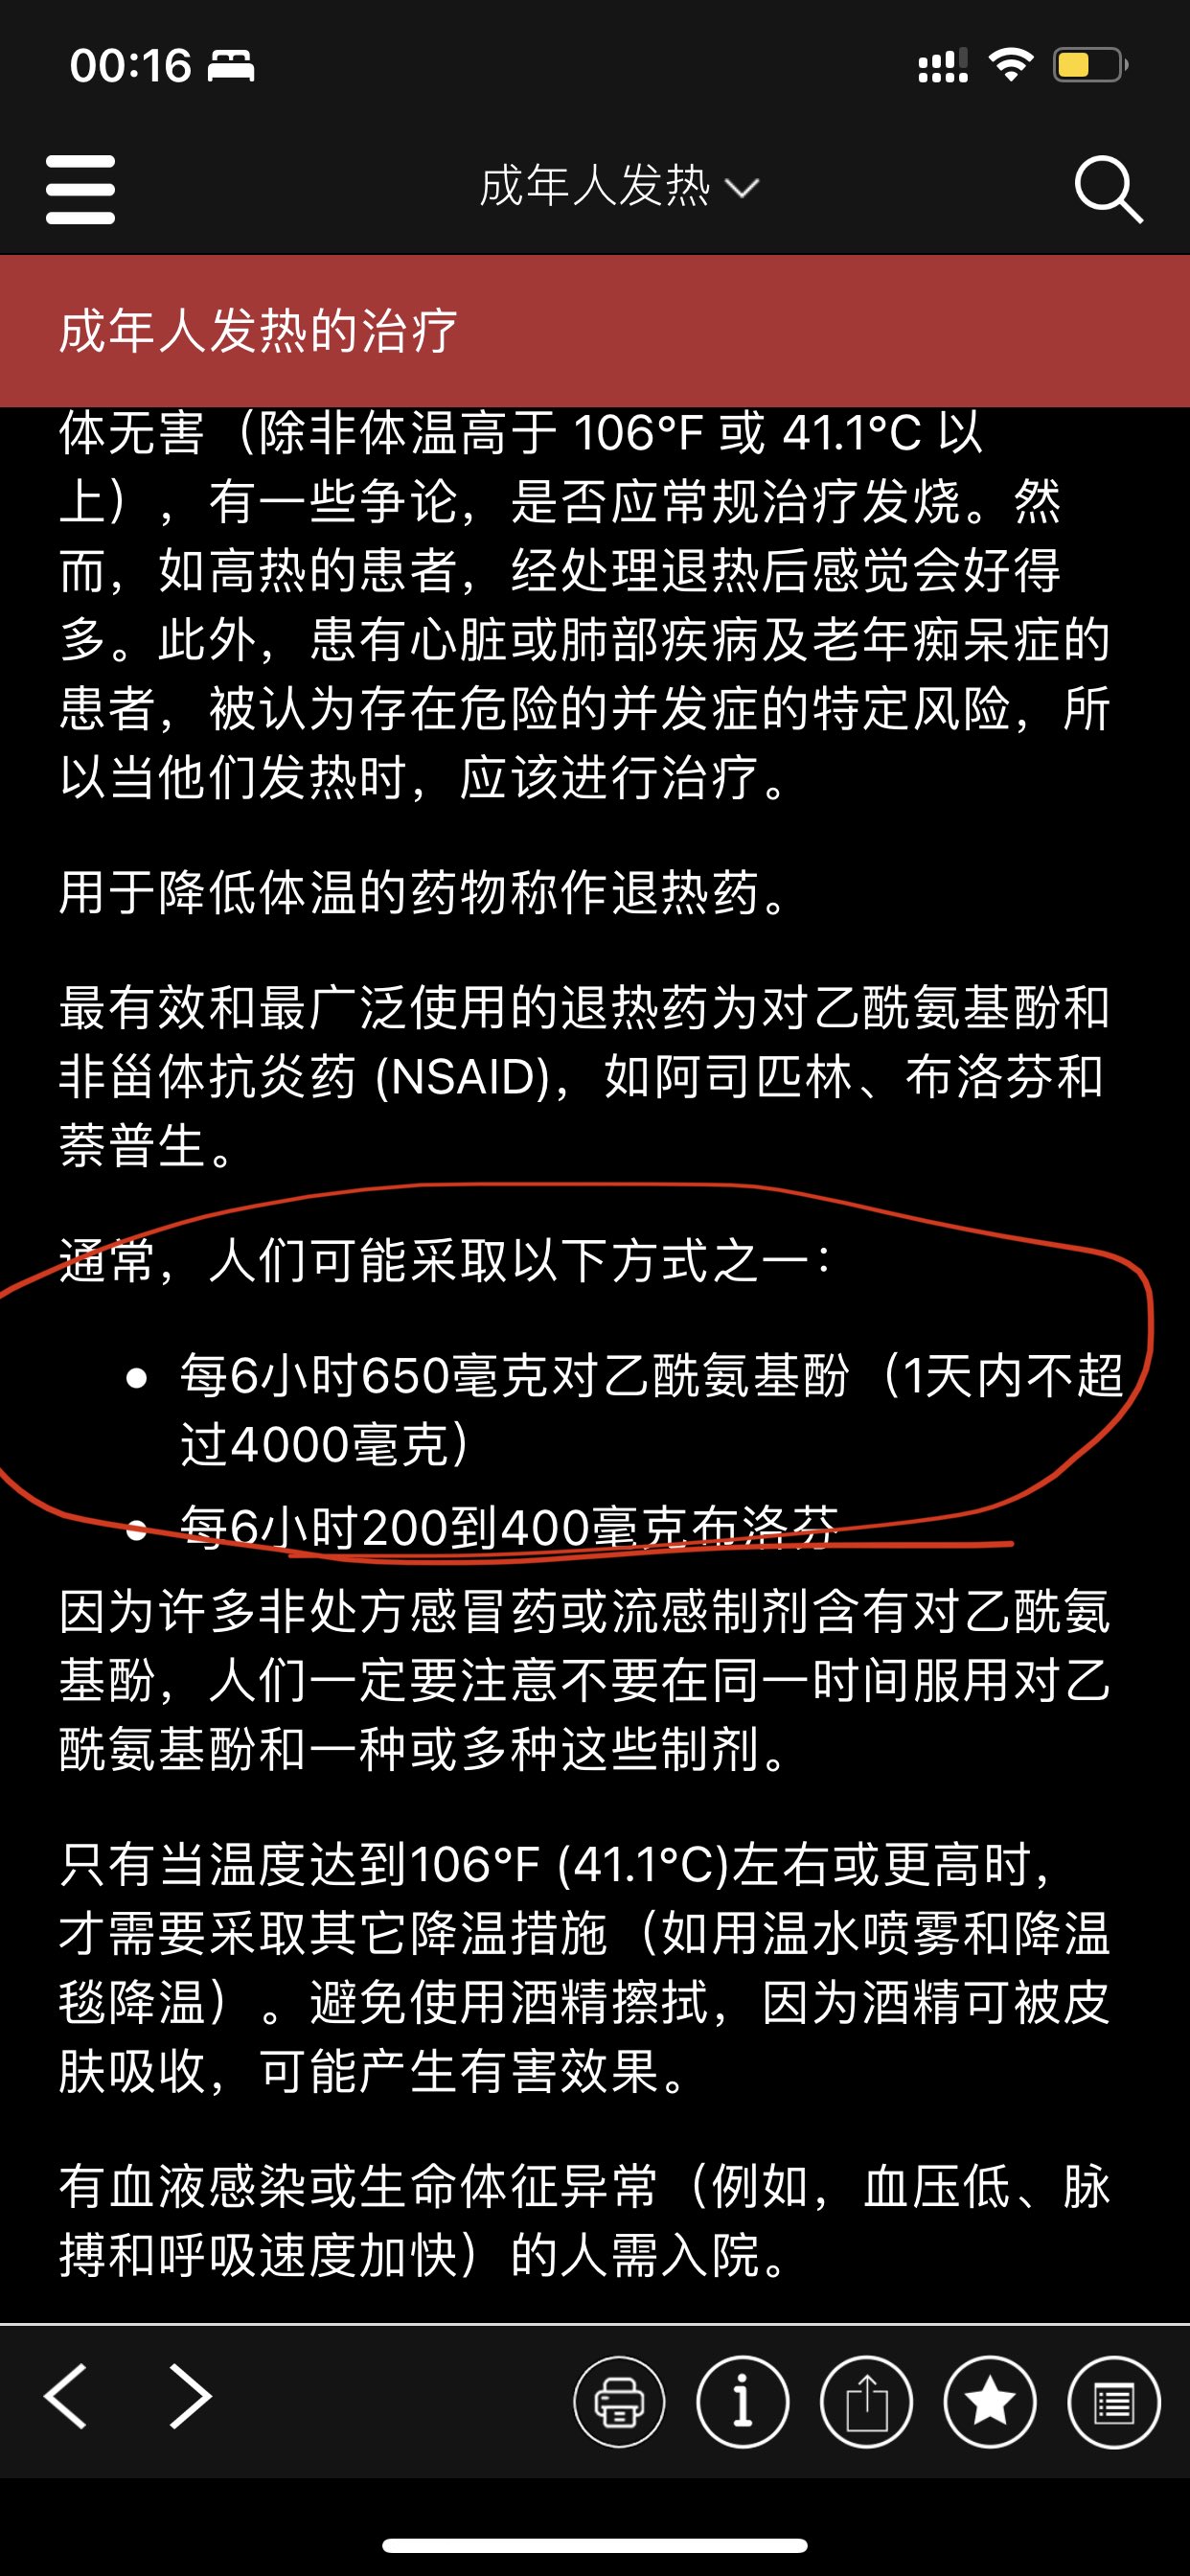 00:16
成年人发热
成年人发热的治疗
体无害（除非体温高于 106°F 或 41.1°C 以
上），有一些争论，是否应常规治疗发烧。然
而，如高热的患者，经处理退热后感觉会好得
多。此外，患有心脏或肺部疾病及老年痴呆症的
患者，被认为存在危险的并发症的特定风险，所
以当他们发热时，应该进行治疗。
用于降低体温的药物称作退热药。
最有效和最广泛使用的退热药为对乙酰氨基酚和
非甾体抗炎药 (NSAID)，如阿司匹林、布洛芬和
萘普生。
通常，人们可能采取以下方式之一：
• 每6小时650毫克对乙酰氨基酚（1天内不超
过4000毫克）
• 每6小时200到400毫克布洛芬
因为许多非处方感冒药或流感制剂含有对乙酰氨
基酚，人们一定要注意不要在同一时间服用对乙
酰氨基酚和一种或多种这些制剂。
只有当温度达到106°F (41.1°C)左右或更高时，
才需要采取其它降温措施（如用温水喷雾和降温
毯降温）。避免使用酒精擦拭，因为酒精可被皮
肤吸收，可能产生有害效果。
有血液感染或生命体征异常（例如，血压低、脉
搏和呼吸速度加快）的人需入院。